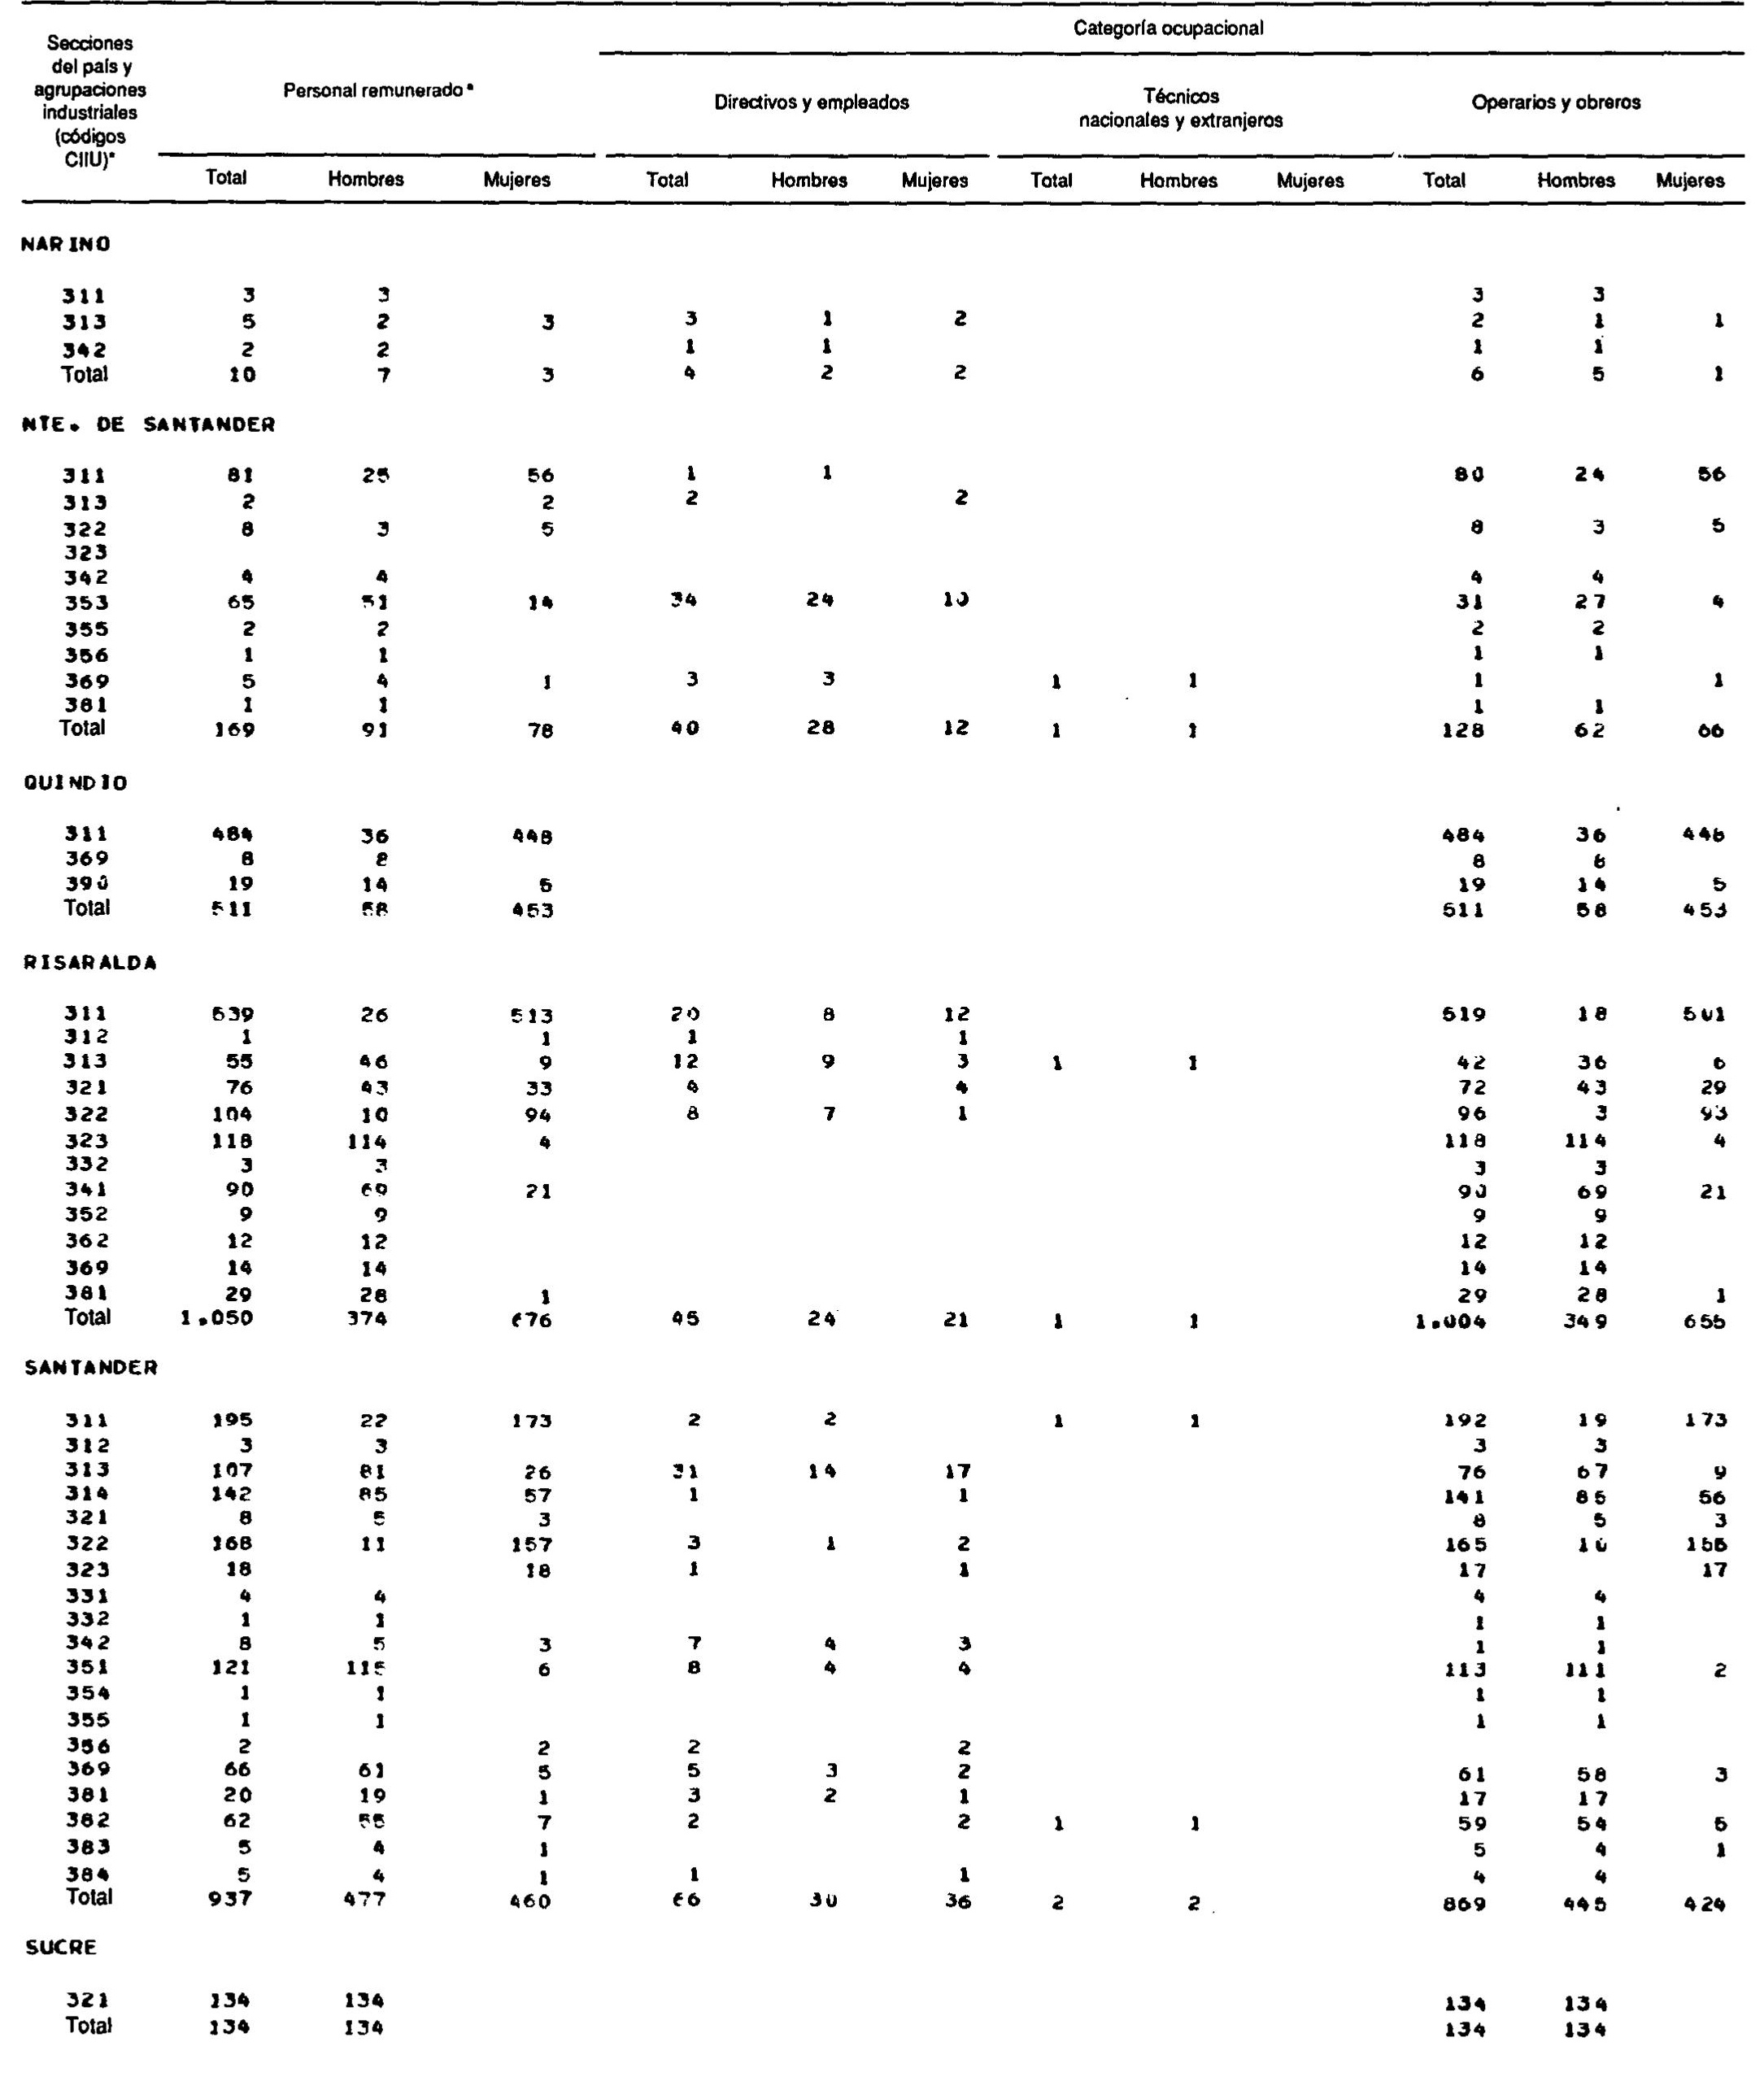 Categoría ocupacional
Secciones
del país y
agrupaciones
industriales
(códigos
CIIU)*
Personal remunerado *
Directivos y empleados
Técnicos
nacionales y extranjeros
Operarios y obreros
Total Hombres Mujeres Total Hombres Mujeres Total Hombres Mujeres Total Hombres Mujeres
NARINO
311 3 3 3 3
313 5 2 3 3 1 2 2 1 1
342 2 2 1 1 1 1
Total 10 7 3 4 2 2 6 5 1
NTE. DE SANTANDER
311 81 25 56 1 1 80 24 56
313 2 2 2 2
322 8 3 5 8 3 5
323
342 4 4 4 4
353 65 51 14 34 24 10 31 27 4
355 2 2 2 2
356 1 1 1 1
369 5 4 1 3 3 1 1 1 1
381 1 1 1 1
Total 169 91 78 40 28 12 1 1 128 62 66
QUINDIO
311 484 36 448 484 36 448
369 8 8 8 8
390 19 14 5 19 14 5
Total 511 58 453 511 58 453
RISARALDA
311 539 26 513 20 8 12 519 18 501
312 1 1 1 1
313 55 46 9 12 9 3 1 1 42 36 6
321 76 43 33 4 4 72 43 29
322 104 10 94 8 7 1 96 3 93
323 118 114 4 118 114 4
332 3 3 3 3
341 90 69 21 90 69 21
352 9 9 9 9
362 12 12 12 12
369 14 14 14 14
381 29 28 1 29 28 1
Total 1.050 374 676 45 24 21 1 1 1.004 349 655
SANTANDER
311 195 22 173 2 2 1 1 192 19 173
312 3 3 3 3
313 107 81 26 31 14 17 76 67 9
314 142 85 57 1 1 141 85 56
321 8 5 3 8 5 3
322 168 11 157 3 1 2 165 10 155
323 18 18 1 1 17 17
331 4 4 4 4
332 1 1 1 1
342 8 5 3 7 4 3 1 1
351 121 115 6 8 4 4 113 111 2
354 1 1 1 1
355 1 1 1 1
356 2 2 2 2
369 66 61 5 5 3 2 61 58 3
381 20 19 1 3 2 1 17 17
382 62 55 7 2 2 1 1 59 54 5
383 5 4 1 5 4 1
384 5 4 1 1 1 4 4
Total 937 477 460 66 30 36 2 2 869 445 424
SUCRE
321 134 134 134 134
Total 134 134 134 134